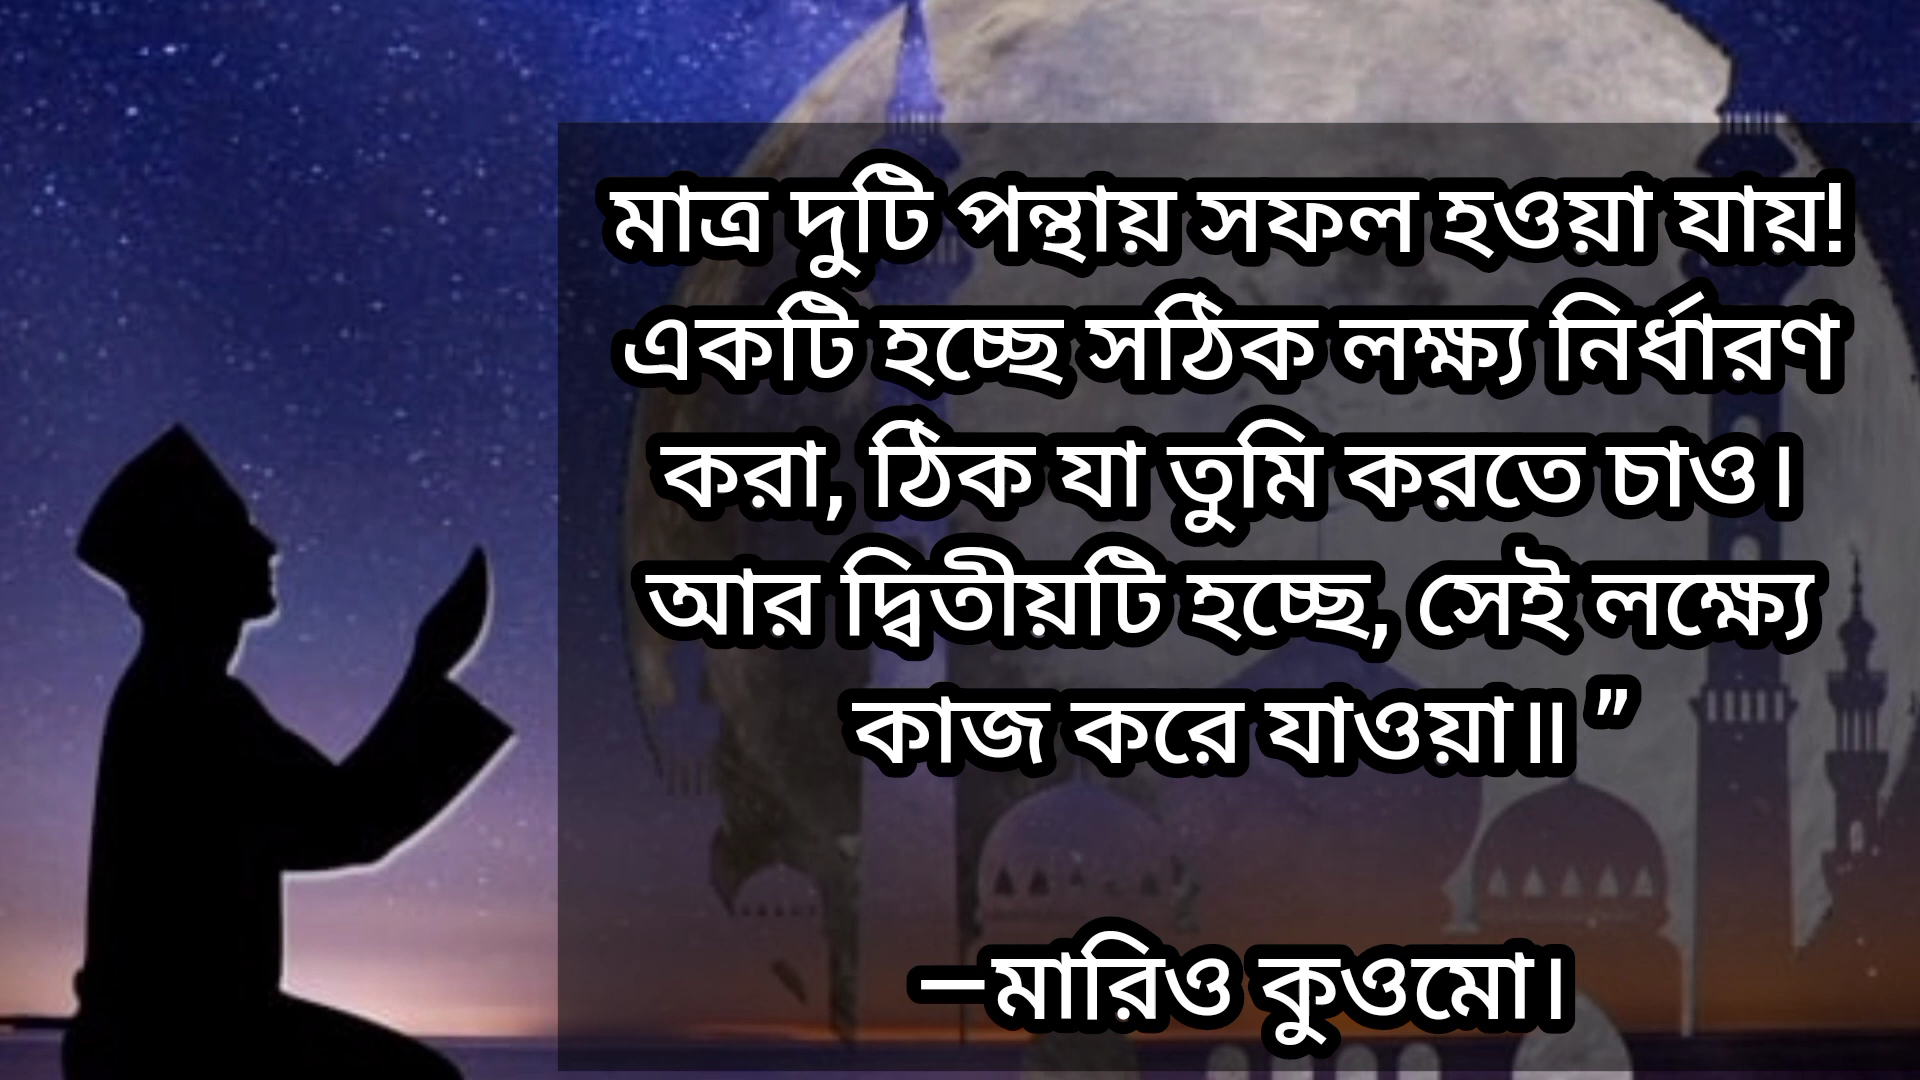 মাত্র দুটি পন্থায় সফল হওয়া যায়!
একটি হচ্ছে সঠিক লক্ষ্য নির্ধারণ
করা, ঠিক যা তুমি করতে চাও।
আর দ্বিতীয়টি হচ্ছে, সেই লক্ষ্যে
কাজ করে যাওয়া॥ ”
—মারিও কুওমো।